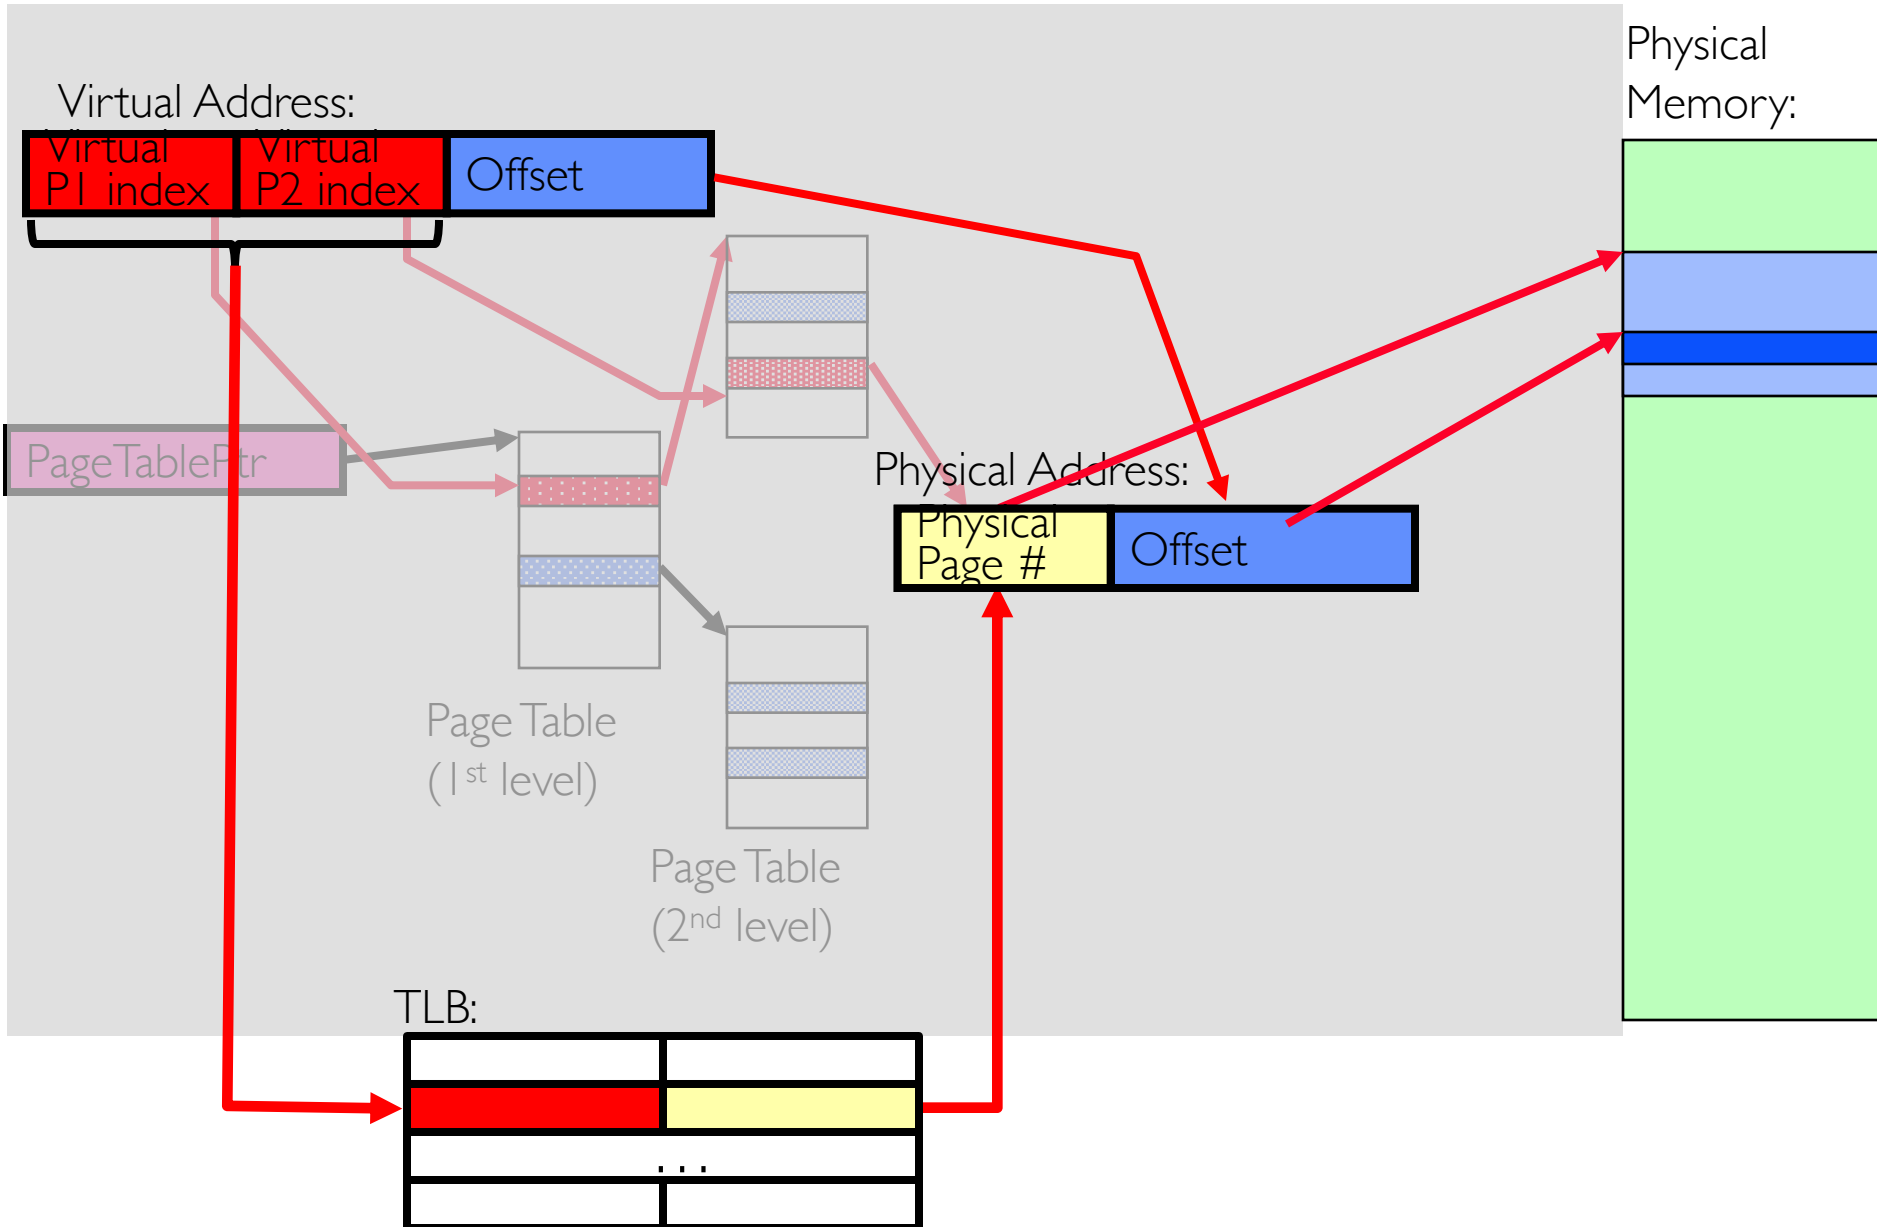 Physical
Memory:
Virtual Address:
Virtual
P1 index
Virtual
P2 index
Offset
PageTablePtr
Physical Address:
Physical
Page #
Offset
Page Table
(1st level)
Page Table
(2nd level)
TLB:
...